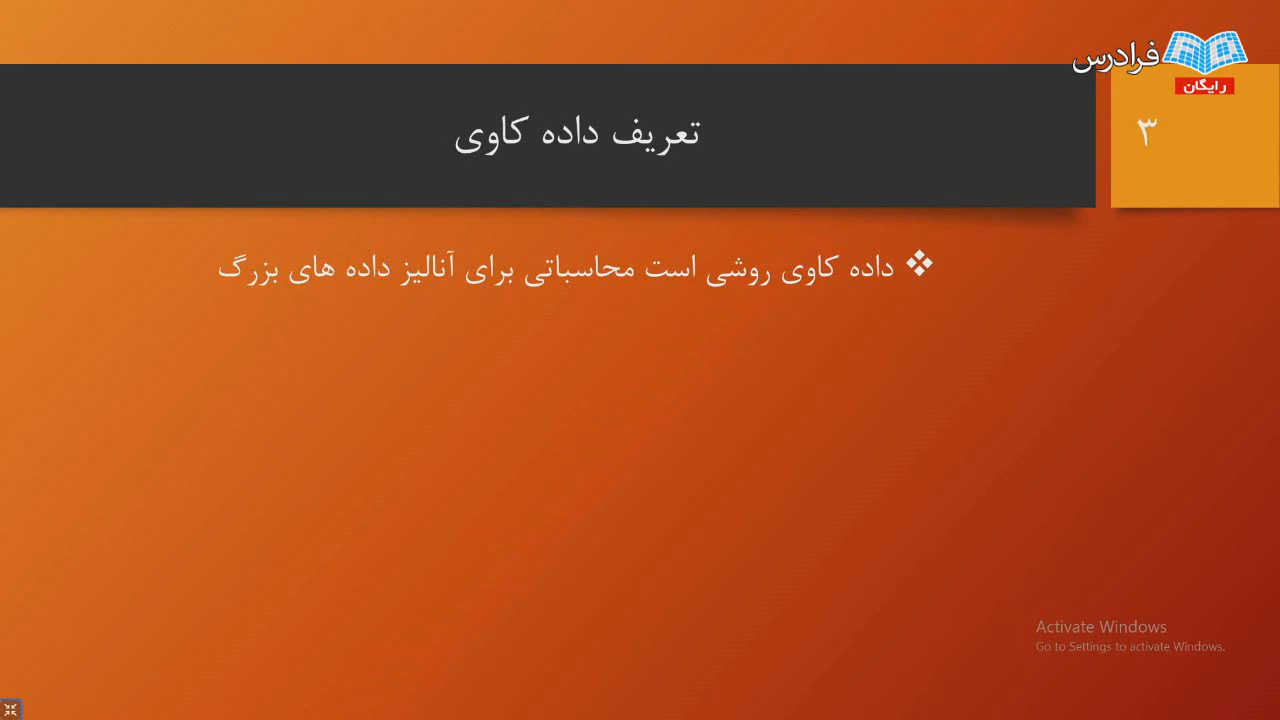 فرادرس
رایگان
۳
تعریف داده کاوی
❖ داده کاوی روشی است محاسباتی برای آنالیز داده های بزرگ
Activate Windows
Go to Settings to activate Windows.